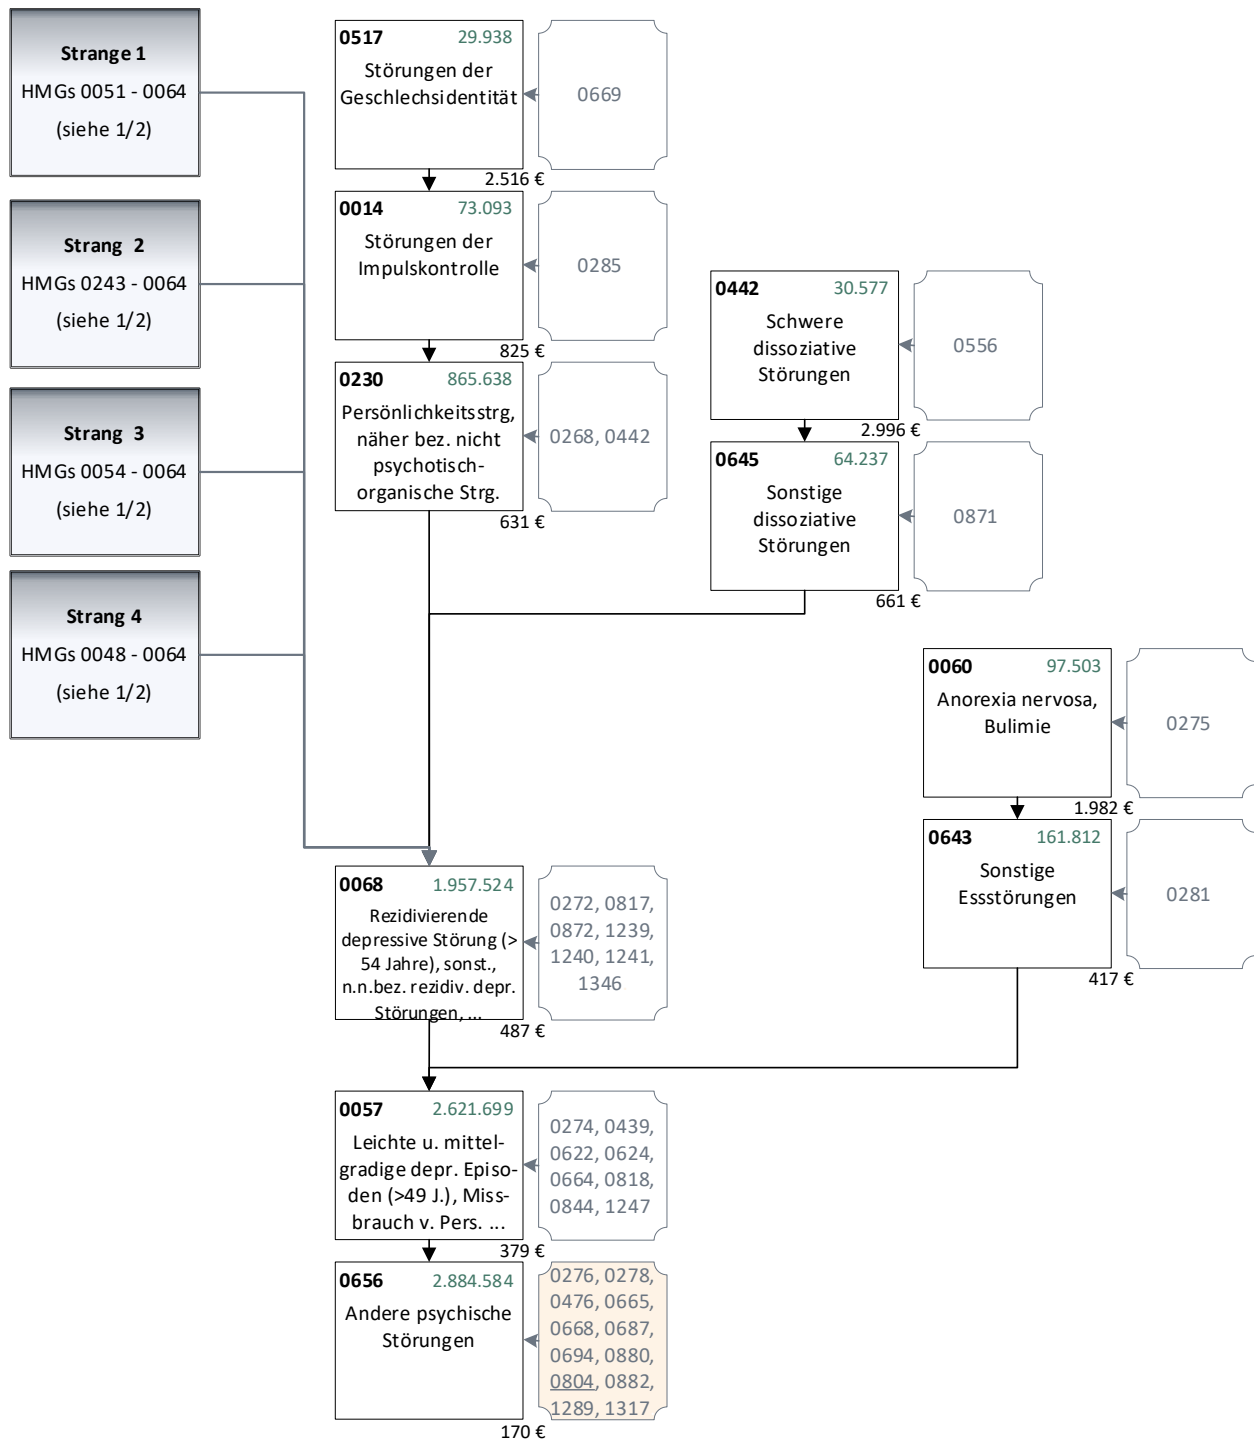 Strange 1
HMGs 0051 - 0064
(siehe 1/2)
Strang 2
HMGs 0243 - 0064
(siehe 1/2)
Strang 3
HMGs 0054 - 0064
(siehe 1/2)
Strang 4
HMGs 0048 - 0064
(siehe 1/2)
0517 29.938
Störungen der
Geschlechsidentität
2.516 €
0669
0014 73.093
Störungen der
Impulskontrolle
825 €
0285
0230 865.638
Persönlichkeitsstrg,
näher bez. nicht
psychotisch-
organische Strg.
631 €
0268, 0442
0442 30.577
Schwere
dissoziative
Störungen
2.996 €
0556
0645 64.237
Sonstige
dissoziative
Störungen
661 €
0871
0060 97.503
Anorexia nervosa,
Bulimie
1.982 €
0275
0643 161.812
Sonstige
Essstörungen
417 €
0281
0068 1.957.524
Rezidivierende
depressive Störung (>
54 Jahre), sonst.,
n.n.bez. rezidiv. depr.
Störungen, ...
487 €
0272, 0817,
0872, 1239,
1240, 1241,
1346
0057 2.621.699
Leichte u. mittel-
gradige depr. Episo-
den (>49 J.), Miss-
brauch v. Pers. ...
379 €
0274, 0439,
0622, 0624,
0664, 0818,
0844, 1247
0656 2.884.584
Andere psychische
Störungen
170 €
0276, 0278,
0476, 0665,
0668, 0687,
0694, 0880,
0804, 0882,
1289, 1317